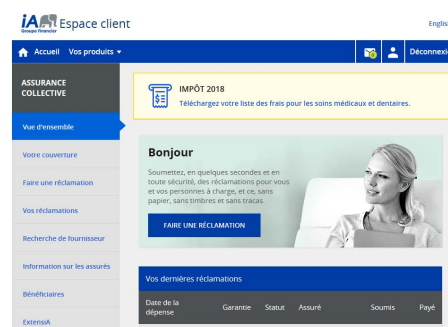 iA
Groupe financier
Espace client
English
Accueil
Vos produits
Déconnexi
ASSURANCE
COLLECTIVE
Vue d'ensemble
Votre couverture
Faire une réclamation
Vos réclamations
Recherche de fournisseur
Information sur les assurés
Bénéficiaires
ExtensiA
IMPÔT 2018
Téléchargez votre liste des frais pour les soins médicaux et dentaires.
Bonjour
Soumettez, en quelques secondes et en
toute sécurité, des réclamations pour vous
et vos personnes à charge, et ce, sans
papier, sans timbres et sans tracas.
FAIRE UNE RÉCLAMATION
Vos dernières réclamations
Date de la
dépense
Garantie
Statut
Assuré
Soumis
Payé